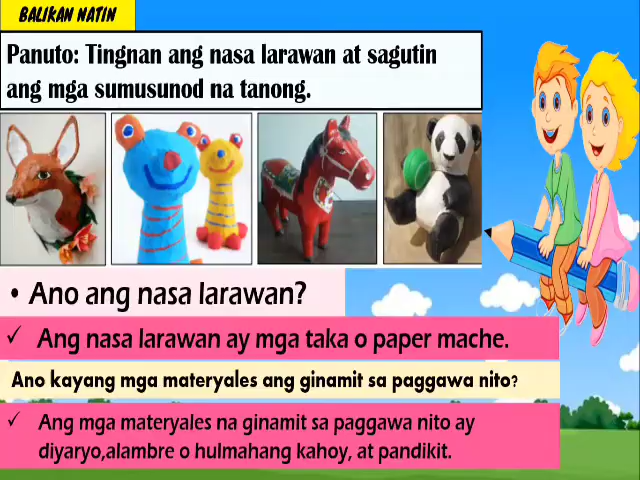 BALIKAN NATIN
Panuto: Tingnan ang nasa larawan at sagutin
ang mga sumusunod na tanong.
• Ano ang nasa larawan?
✓ Ang nasa larawan ay mga taka o paper mache.
Ano kayang mga materyales ang ginamit sa paggawa nito?
✓ Ang mga materyales na ginamit sa paggawa nito ay
diyaryo,alambre o hulmahang kahoy, at pandikit.